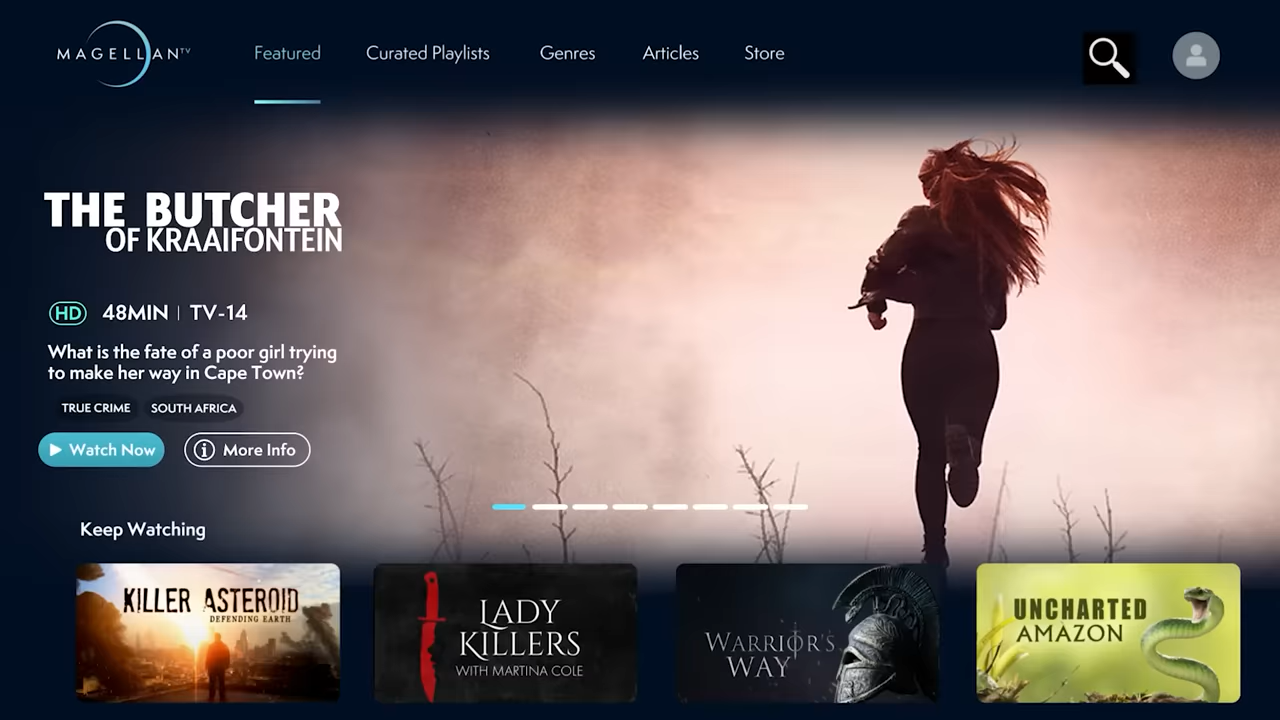 MAGELLAN TV
Featured
Curated Playlists
Genres
Articles
Store
THE BUTCHER
OF KRAAIFONTEIN
HD 48MIN | TV-14
What is the fate of a poor girl trying
to make her way in Cape Town?
TRUE CRIME SOUTH AFRICA
Watch Now
More Info
Keep Watching
KILLER ASTEROID
DEFENDING EARTH
LADY
KILLERS
WITH MARTINA COLE
WARRIOR'S
WAY
UNCHARTED
AMAZON